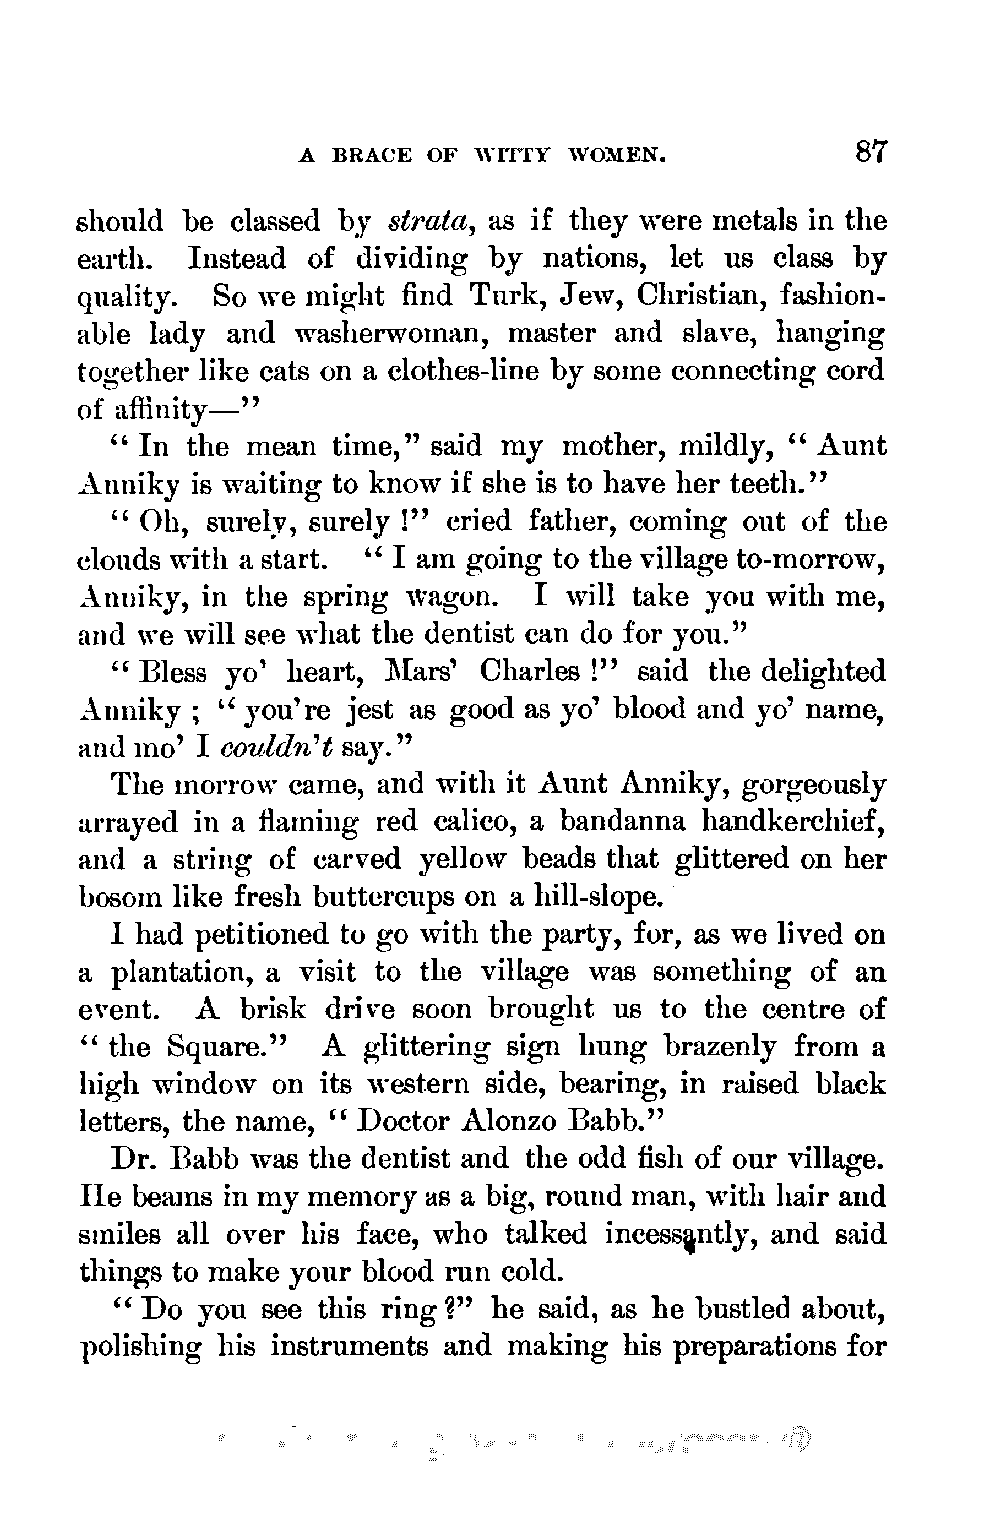 A BRACE OF WITTY WOMEN. 87
should be classed by strata, as if they were metals in the
earth. Instead of dividing by nations, let us class by
quality. So we might find Turk, Jew, Christian, fashion-
able lady and washerwoman, master and slave, hanging
together like cats on a clothes-line by some connecting cord
of affinity—”
“ In the mean time,” said my mother, mildly, “ Aunt
Anniky is waiting to know if she is to have her teeth.”
“ Oh, surely, surely !” cried father, coming out of the
clouds with a start. “ I am going to the village to-morrow,
Anniky, in the spring wagon. I will take you with me,
and we will see what the dentist can do for you.”
“ Bless yo’ heart, Mars’ Charles !” said the delighted
Anniky ; “ you’re jest as good as yo’ blood and yo’ name,
and mo’ I couldn’t say.”
The morrow came, and with it Aunt Anniky, gorgeously
arrayed in a flaming red calico, a bandanna handkerchief,
and a string of carved yellow beads that glittered on her
bosom like fresh buttercups on a hill-slope.
I had petitioned to go with the party, for, as we lived on
a plantation, a visit to the village was something of an
event. A brisk drive soon brought us to the centre of
“ the Square.” A glittering sign hung brazenly from a
high window on its western side, bearing, in raised black
letters, the name, “ Doctor Alonzo Babb.”
Dr. Babb was the dentist and the odd fish of our village.
He beams in my memory as a big, round man, with hair and
smiles all over his face, who talked incessantly, and said
things to make your blood run cold.
“ Do you see this ring ?” he said, as he bustled about,
polishing his instruments and making his preparations for